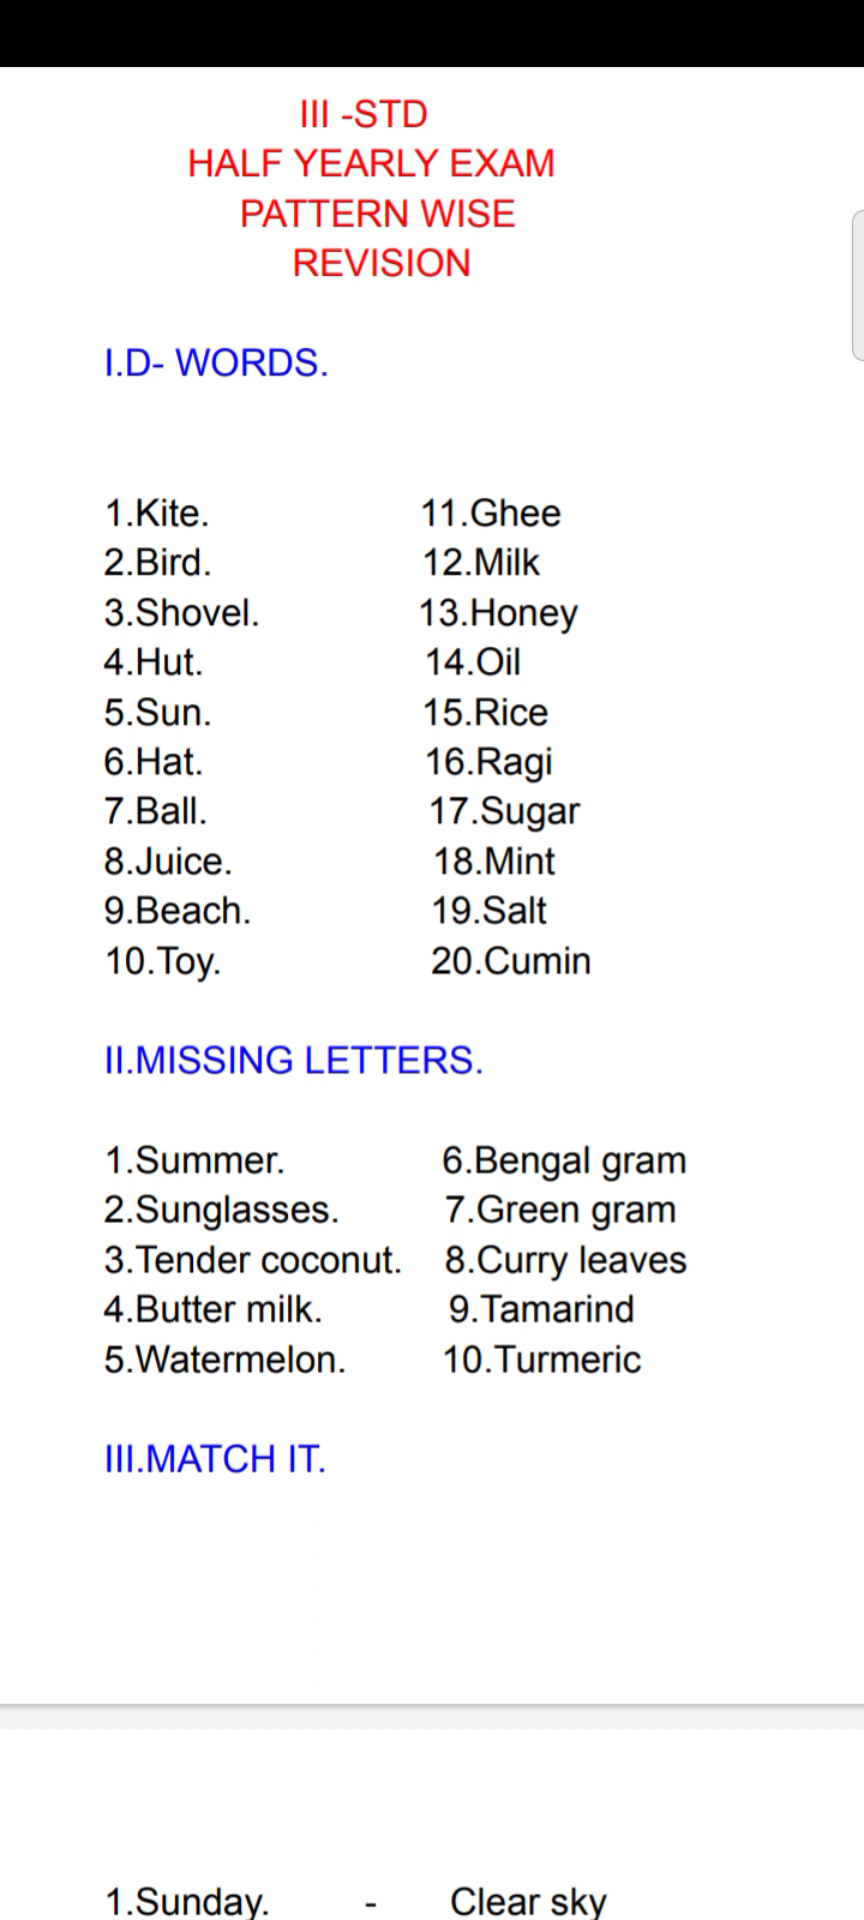 III -STD
HALF YEARLY EXAM
PATTERN WISE
REVISION
I.D- WORDS.
1.Kite. 11.Ghee
2.Bird. 12.Milk
3.Shovel. 13.Honey
4.Hut. 14.Oil
5.Sun. 15.Rice
6.Hat. 16.Ragi
7.Ball. 17.Sugar
8.Juice. 18.Mint
9.Beach. 19.Salt
10.Toy. 20.Cumin
II.MISSING LETTERS.
1.Summer. 6.Bengal gram
2.Sunglasses. 7.Green gram
3.Tender coconut. 8.Curry leaves
4.Butter milk. 9.Tamarind
5.Watermelon. 10.Turmeric
III.MATCH IT.
1.Sunday. - Clear sky